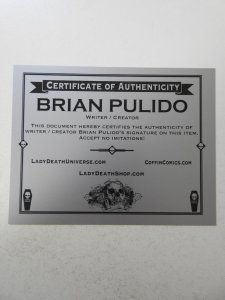 Certificate of Authenticity
BRIAN PULIDO
Writer / Creator
This document hereby certifies the authenticity of
writer / creator Brian Pulido's signature on this item.
Accept no imitations!
LadyDeathUniverse.com CoffinComics.com
LadyDeathShop.com